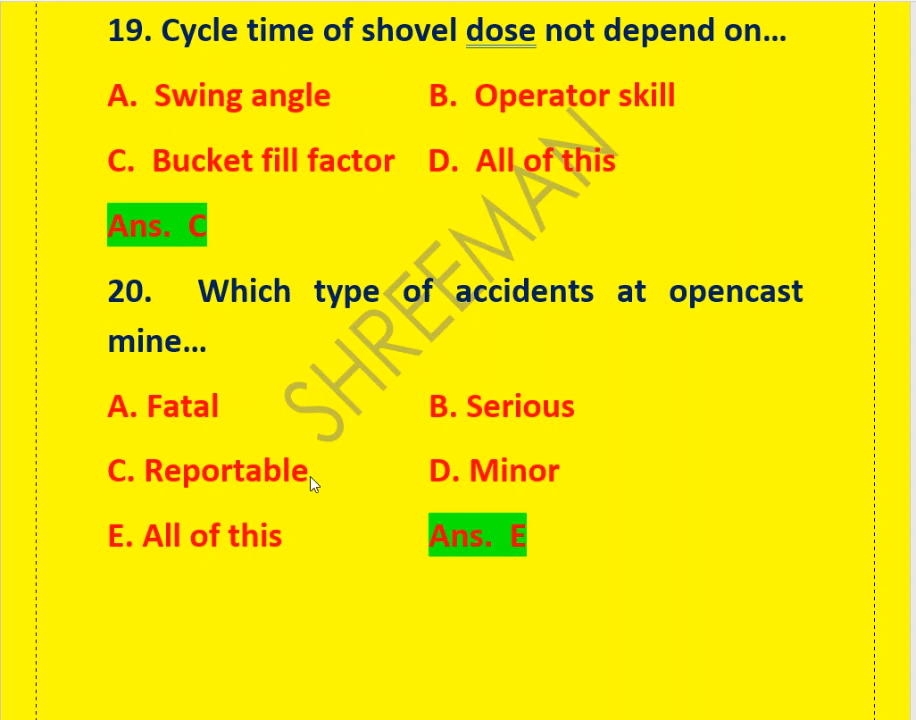 19. Cycle time of shovel dose not depend on...
A. Swing angle B. Operator skill
C. Bucket fill factor D. All of this
Ans. C
20. Which type of accidents at opencast
mine...
A. Fatal B. Serious
C. Reportable D. Minor
E. All of this Ans. E
SHREEMAN